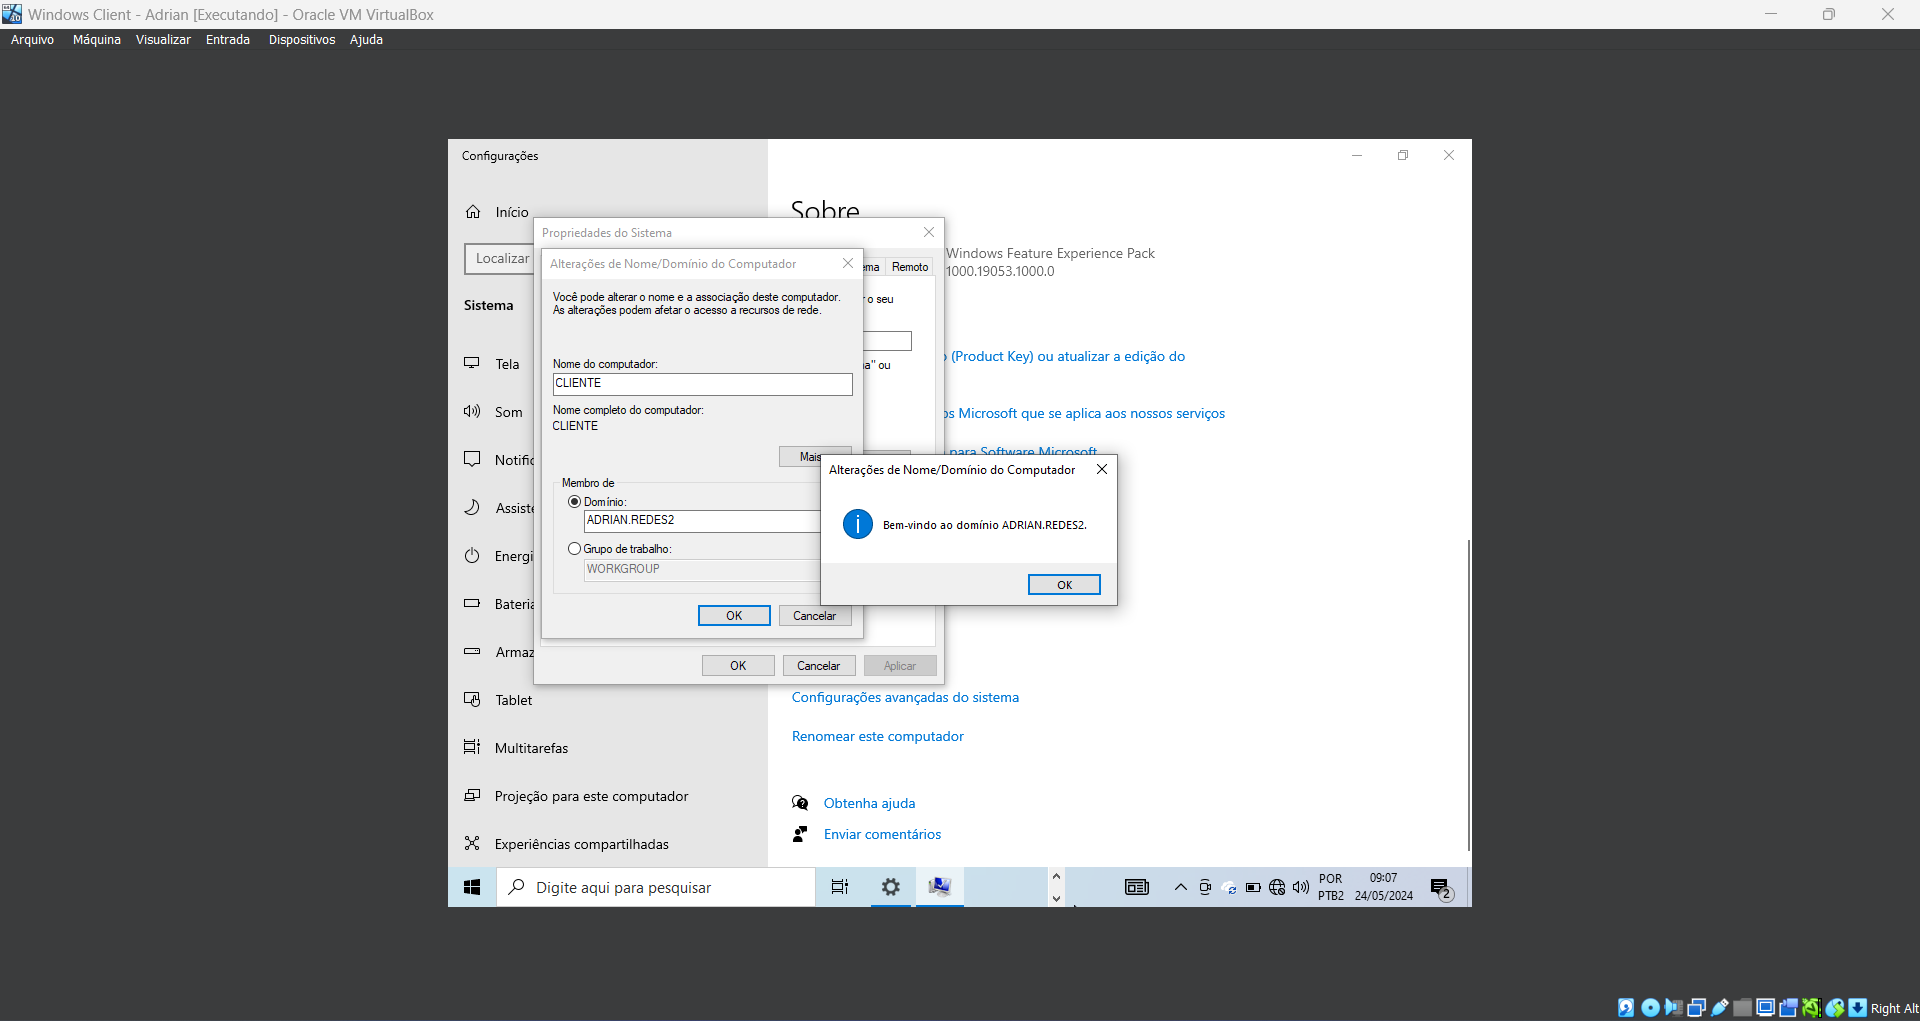 Windows Client - Adrian [Executando] - Oracle VM VirtualBox
Arquivo Máquina Visualizar Entrada Dispositivos Ajuda
Configurações
Início
Localizar
Sistema
Tela
Som
Notific
Assiste
Energi
Bateria
Armaz
Tablet
Multitarefas
Projeção para este computador
Experiências compartilhadas
Sobre
Windows Feature Experience Pack
1000.19053.1000.0
(Product Key) ou atualizar a edição do
os Microsoft que se aplica aos nossos serviços
para Software Microsoft
Configurações avançadas do sistema
Renomear este computador
Obtenha ajuda
Enviar comentários
Propriedades do Sistema
ema Remoto
r o seu
a" ou
OK Cancelar Aplicar
Alterações de Nome/Domínio do Computador
Você pode alterar o nome e a associação deste computador.
As alterações podem afetar o acesso a recursos de rede.
Nome do computador:
CLIENTE
Nome completo do computador:
CLIENTE
Mais
Membro de
Domínio:
ADRIAN.REDES2
Grupo de trabalho:
WORKGROUP
OK Cancelar
Alterações de Nome/Domínio do Computador
Bem-vindo ao domínio ADRIAN.REDES2.
OK
Digite aqui para pesquisar
POR
PTB2
09:07
24/05/2024
2
Right Alt